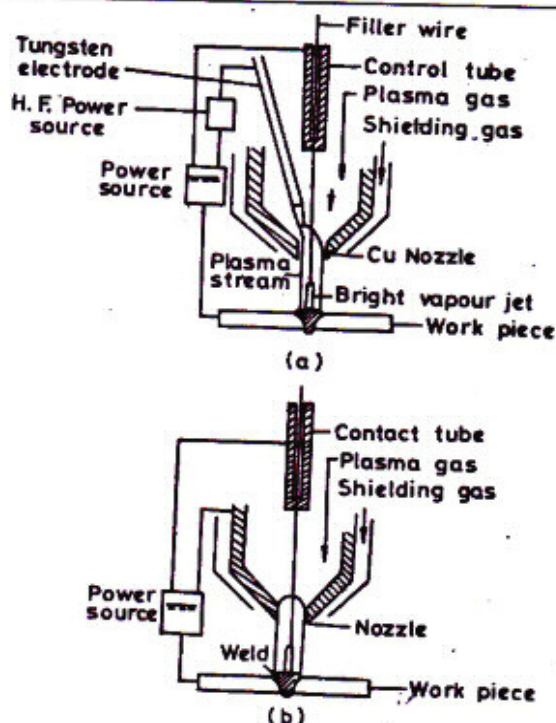 Filler wire
Tungsten
electrode
Control tube
Plasma gas
H. F. Power
source
Shielding gas
Power
source
Cu Nozzle
Plasma
stream
Bright vapour jet
Work piece
(a)
Contact tube
Plasma gas
Shielding gas
Power
source
Nozzle
Weld
Work piece
(b)